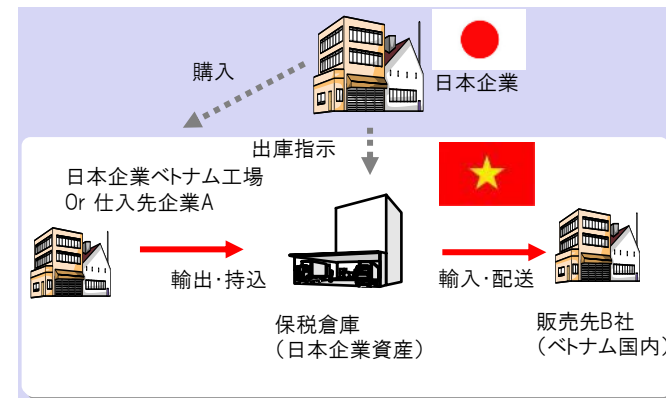 日本企業
購入
出庫指示
日本企業ベトナム工場
Or 仕入先企業A
輸出・持込
輸入・配送
保税倉庫
（日本企業資産）
販売先B社
（ベトナム国内）